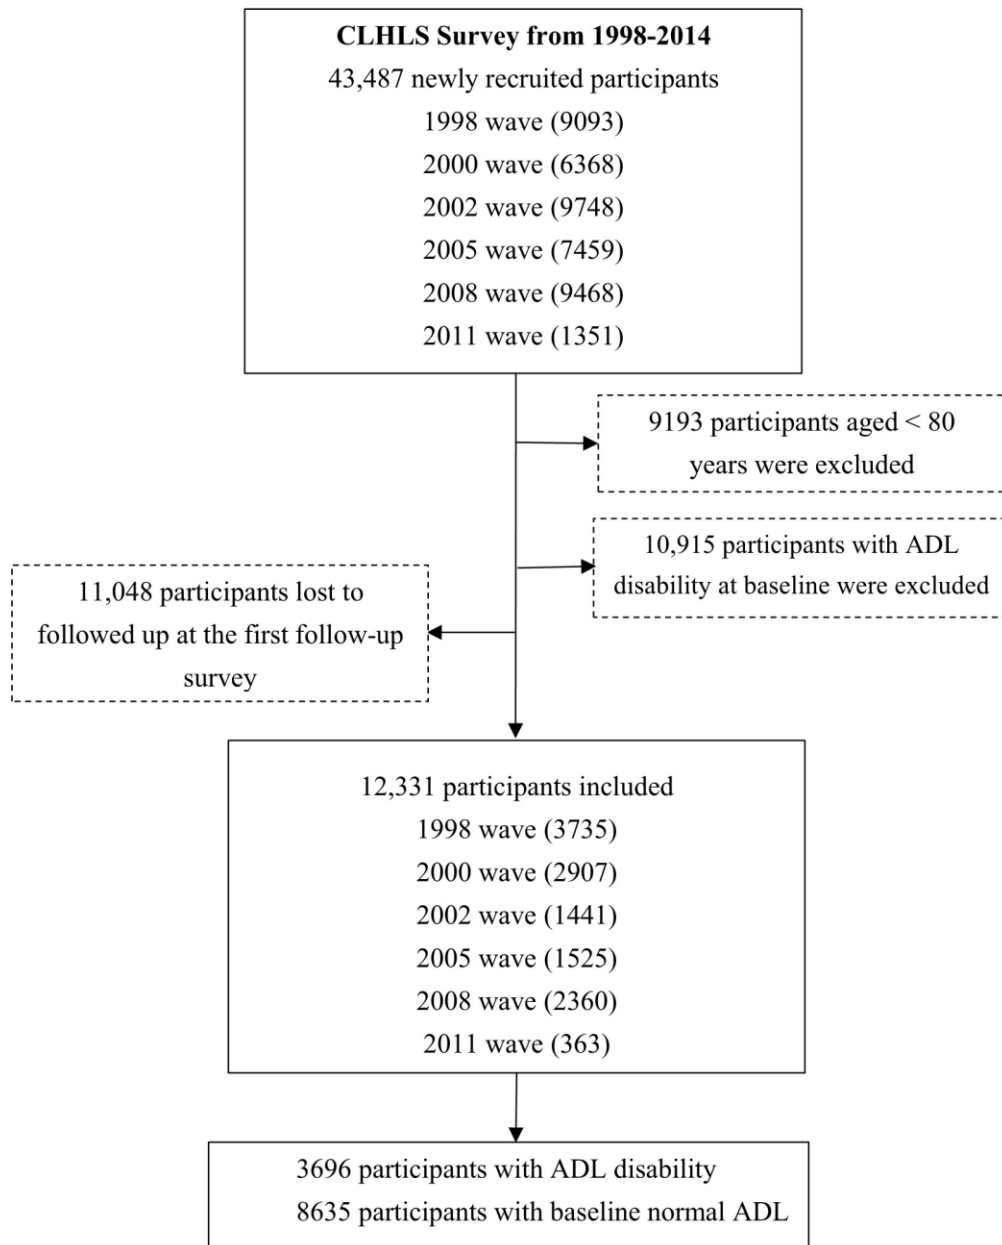 CLHLS Survey from 1998-2014
43,487 newly recruited participants
1998 wave (9093)
2000 wave (6368)
2002 wave (9748)
2005 wave (7459)
2008 wave (9468)
2011 wave (1351)
9193 participants aged < 80
years were excluded
10,915 participants with ADL
disability at baseline were excluded
11,048 participants lost to
followed up at the first follow-up
survey
12,331 participants included
1998 wave (3735)
2000 wave (2907)
2002 wave (1441)
2005 wave (1525)
2008 wave (2360)
2011 wave (363)
3696 participants with ADL disability
8635 participants with baseline normal ADL